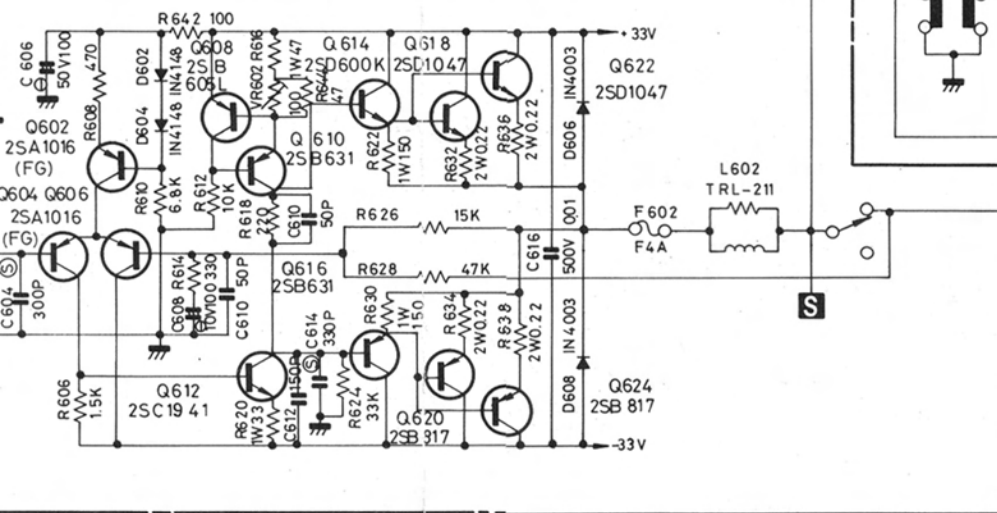 R642 100
+33V
C606
50V100
470
R608
D602
IN4148
Q608
2SB
605L
R616
1W47
VR602
100
R644
47
Q614
2SD600K
Q618
2SD1047
IN4003
D606
Q622
2SD1047
D604
IN4148
Q602
2SA1016
(FG)
Q610
2SB631
R622
1W150
R632
2W0.22
R636
2W0.22
L602
TRL-211
Q604 Q606
2SA1016
(FG)
R610
6.8K
R612
10K
R618
220
C610
50P
R626
15K
C616
500V
.001
F602
F4A
S
C604
300P
R614
330
C608
10V100
C610
50P
Q616
2SB631
R628
47K
R630
1W
150
R634
2W0.22
R638
2W0.22
IN4003
D608
S
C614
330P
S
R606
1.5K
Q612
2SC1941
R620
1W33
C612
150P
R624
33K
Q620
2SB817
Q624
2SB817
-33V